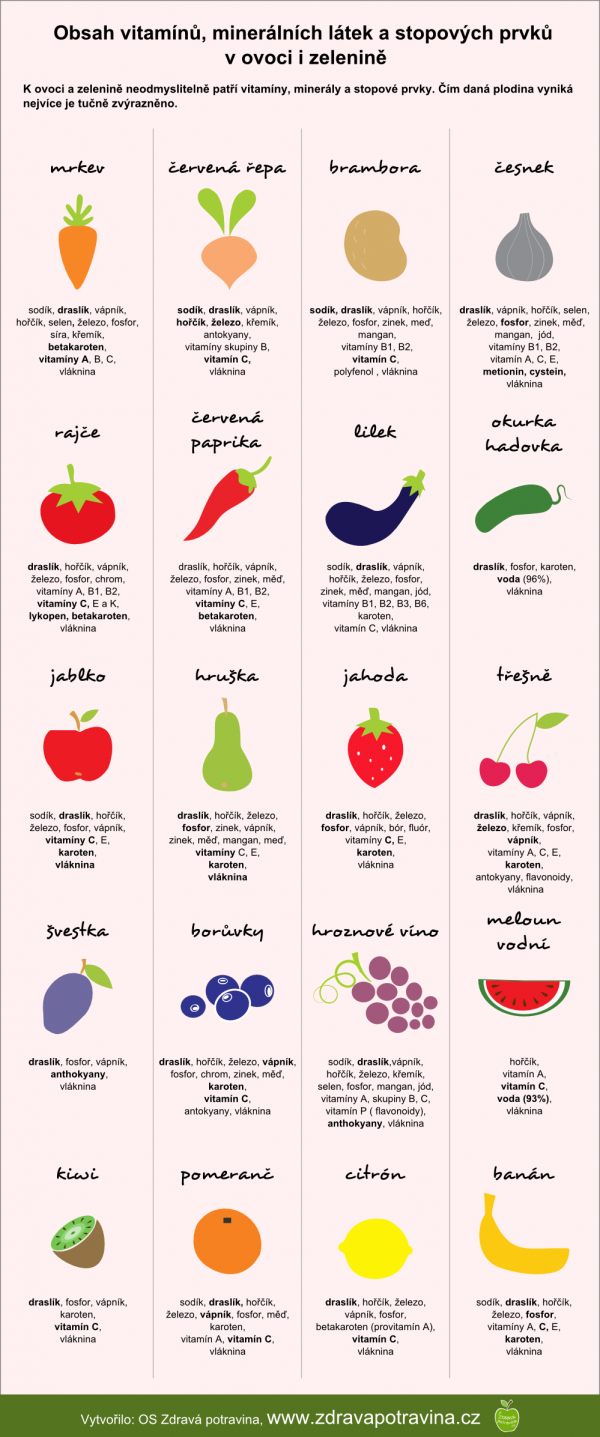 Obsah vitamínů, minerálních látek a stopových prvků
v ovoci i zelenině
K ovoci a zelenině neodmyslitelně patří vitamíny, minerály a stopové prvky. Čím daná plodina vyniká
nejvíce je tučně zvýrazněno.
mrkev
sodík, draslík, vápník,
hořčík, selen, železo, fosfor,
síra, křemík,
betakaroten,
vitamíny A, B, C,
vláknina
červená řepa
sodík, draslík, vápník,
hořčík, železo, křemík,
antokyany,
vitamíny skupiny B,
vitamín C,
vláknina
brambora
sodík, draslík, vápník, hořčík,
železo, fosfor, zinek, meď,
mangan,
vitamíny B1, B2,
vitamín C,
polyfenol , vláknina
česnek
draslík, vápník, hořčík, selen,
železo, fosfor, zinek, měď,
mangan, jód,
vitamíny B1, B2,
vitamín A, C, E,
metionin, cystein,
vláknina
rajče
draslík, hořčík, vápník,
železo, fosfor, chrom,
vitamíny A, B1, B2,
vitamíny C, E a K,
lykopen, betakaroten,
vláknina
červená
paprika
draslík, hořčík, vápník,
železo, fosfor, zinek, měď,
vitamíny A, B1, B2,
vitamíny C, E,
betakaroten,
vláknina
lilek
sodík, draslík, vápník,
hořčík, železo, fosfor,
zinek, měď, mangan, jód,
vitamíny B1, B2, B3, B6,
karoten,
vitamín C, vláknina
okurka
hadovka
draslík, fosfor, karoten,
voda (96%),
vláknina
jablko
sodík, draslík, hořčík,
železo, fosfor, vápník,
vitamíny C, E,
karoten,
vláknina
hruška
draslík, hořčík, železo,
fosfor, zinek, vápník,
zinek, měď, mangan, meď,
vitamíny C, E,
karoten,
vláknina
jahoda
draslík, hořčík, železo,
fosfor, vápník, bór, fluór,
vitamíny C, E,
karoten,
vláknina
třešně
draslík, hořčík, vápník,
železo, křemík, fosfor,
vápník,
vitamíny A, C, E,
karoten,
antokyany, flavonoidy,
vláknina
švestka
draslík, fosfor, vápník,
anthokyany,
vláknina
borůvky
draslík, hořčík, železo, vápník,
fosfor, chrom, zinek, měď,
karoten,
vitamín C,
antokyany, vláknina
hroznové víno
sodík, draslík,vápník,
hořčík, železo, křemík,
selen, fosfor, mangan, jód,
vitamíny A, skupiny B, C,
vitamín P ( flavonoidy),
anthokyany, vláknina
meloun
vodní
hořčík,
vitamín A,
vitamín C,
voda (93%),
vláknina
kiwi
draslík, fosfor, vápník,
karoten,
vitamín C,
vláknina
pomeranč
sodík, draslík, hořčík,
železo, vápník, fosfor, měď,
karoten,
vitamín A, vitamín C,
vláknina
citrón
draslík, hořčík, železo,
vápník, fosfor,
betakaroten (provitamín A),
vitamín C,
vláknina
banán
sodík, draslík, hořčík,
železo, fosfor,
vitamíny A, C, E,
karoten,
vláknina
Vytvořilo: OS Zdravá potravina, www.zdravapotravina.cz